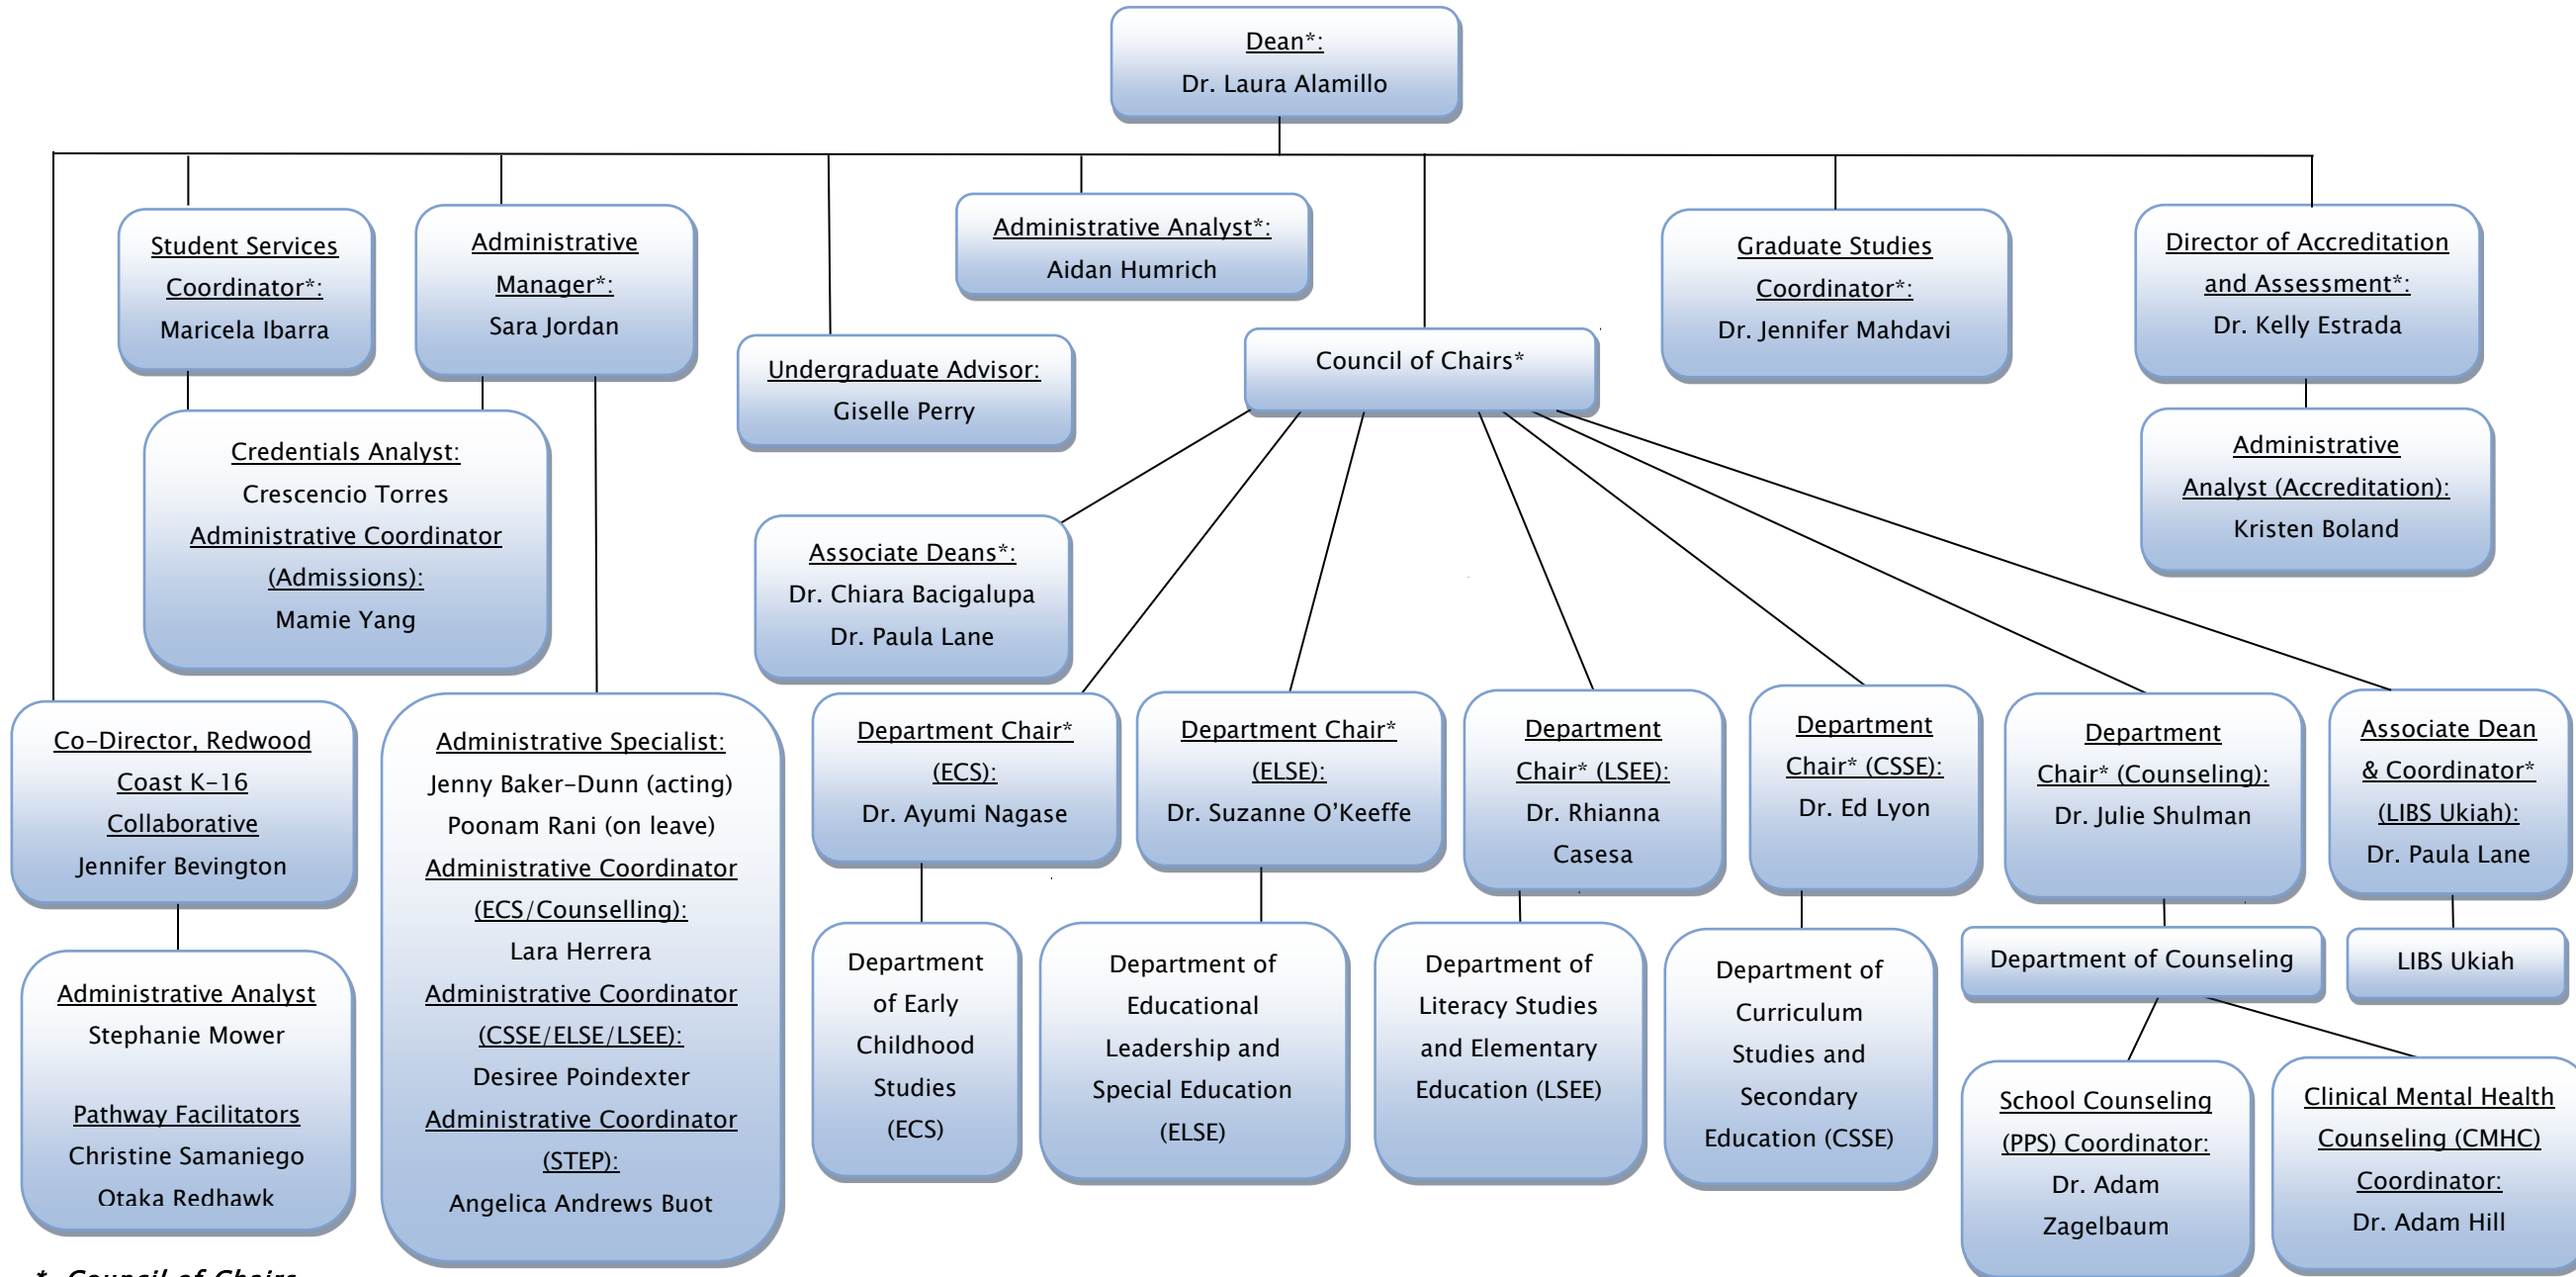 Dean*:
Dr. Laura Alamillo
Student Services
Coordinator*:
Maricela Ibarra
Administrative
Manager*:
Sara Jordan
Undergraduate Advisor:
Giselle Perry
Administrative Analyst*:
Aidan Humrich
Council of Chairs*
Graduate Studies
Coordinator*:
Dr. Jennifer Mahdavi
Director of Accreditation
and Assessment*:
Dr. Kelly Estrada
Credentials Analyst:
Crescencio Torres
Administrative Coordinator
(Admissions):
Mamie Yang
Administrative
Analyst (Accreditation):
Kristen Boland
Associate Deans*:
Dr. Chiara Bacigalupa
Dr. Paula Lane
Co-Director, Redwood
Coast K-16
Collaborative
Jennifer Bevington
Administrative Specialist:
Jenny Baker-Dunn (acting)
Poonam Rani (on leave)
Administrative Coordinator
(ECS/Counselling):
Lara Herrera
Administrative Coordinator
(CSSE/ELSE/LSEE):
Desiree Poindexter
Administrative Coordinator
(STEP):
Angelica Andrews Buot
Department Chair*
(ECS):
Dr. Ayumi Nagase
Department Chair*
(ELSE):
Dr. Suzanne O’Keeffe
Department
Chair* (LSEE):
Dr. Rhianna
Casesa
Department
Chair* (CSSE):
Dr. Ed Lyon
Department
Chair* (Counseling):
Dr. Julie Shulman
Associate Dean
& Coordinator*
(LIBS Ukiah):
Dr. Paula Lane
Administrative Analyst
Stephanie Mower
Pathway Facilitators
Christine Samaniego
Otaka Redhawk
Department
of Early
Childhood
Studies
(ECS)
Department of
Educational
Leadership and
Special Education
(ELSE)
Department of
Literacy Studies
and Elementary
Education (LSEE)
Department of
Curriculum
Studies and
Secondary
Education (CSSE)
Department of Counseling
LIBS Ukiah
School Counseling
(PPS) Coordinator:
Dr. Adam
Zagelbaum
Clinical Mental Health
Counseling (CMHC)
Coordinator:
Dr. Adam Hill
* Council of Chairs